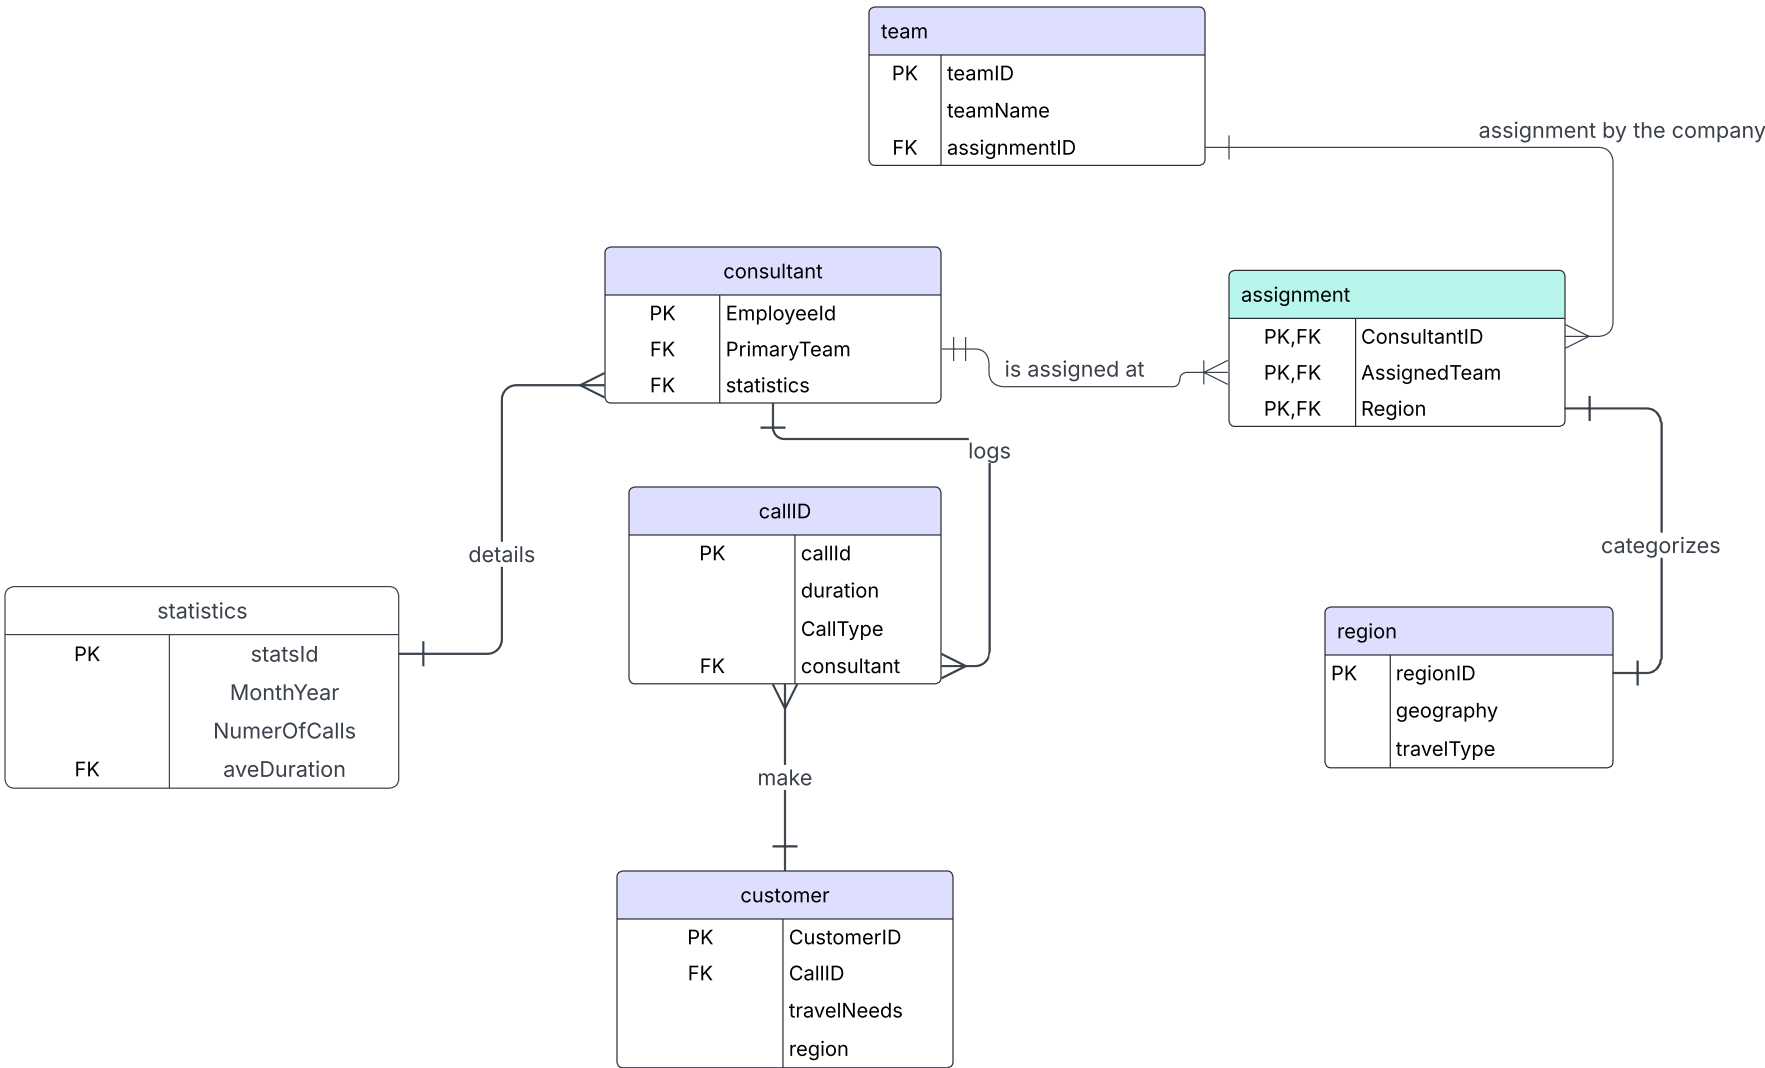 team
PK teamID
teamName
FK assignmentID
assignment by the company
consultant
PK EmployeeId
FK PrimaryTeam
FK statistics
is assigned at
assignment
PK,FK ConsultantID
PK,FK AssignedTeam
PK,FK Region
logs
callID
PK callId
duration
CallType
FK consultant
details
categorizes
statistics
PK statsId
MonthYear
NumerOfCalls
FK aveDuration
region
PK regionID
geography
travelType
make
customer
PK CustomerID
FK CallID
travelNeeds
region